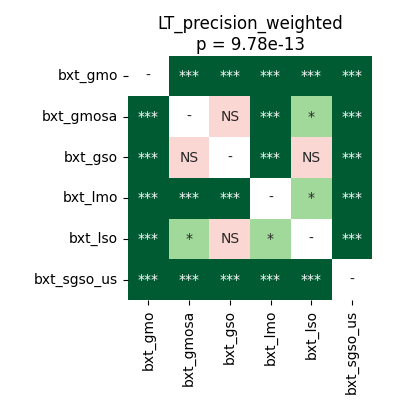 LT_precision_weighted
p = 9.78e-13
bxt_gmo - *** *** *** *** ***
bxt_gmosa *** - NS *** * ***
bxt_gso *** NS - *** NS ***
bxt_lmo *** *** *** - * ***
bxt_lso *** * NS * - ***
bxt_sgso_us *** *** *** *** *** -
bxt_gmo
bxt_gmosa
bxt_gso
bxt_lmo
bxt_lso
bxt_sgso_us